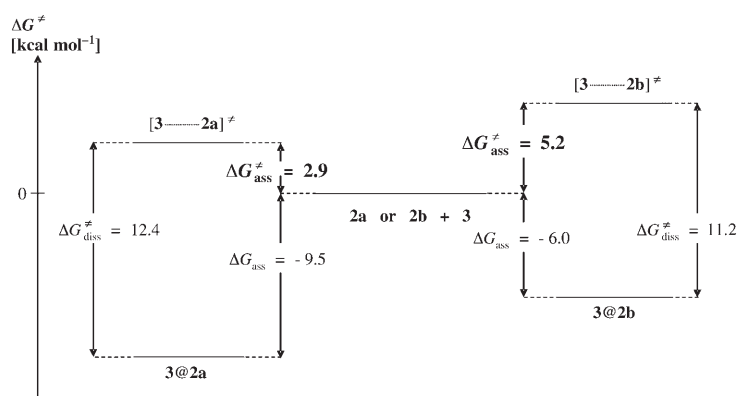 ΔG≠
[kcal mol⁻¹]
[3··········2b]≠
[3··········2a]≠
ΔG≠ass = 5.2
ΔG≠ass = 2.9
0
2a or 2b + 3
ΔG≠diss = 12.4
ΔGass = - 9.5
ΔGass = - 6.0
ΔG≠diss = 11.2
3@2b
3@2a